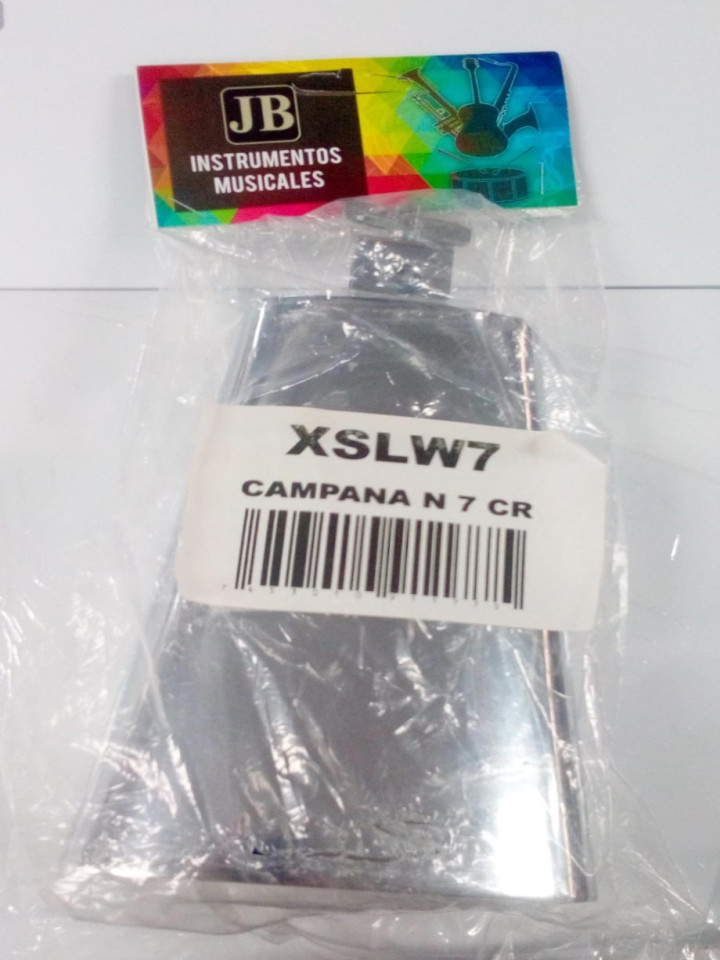 JB
INSTRUMENTOS
MUSICALES
XSLW7
CAMPANA N 7 CR